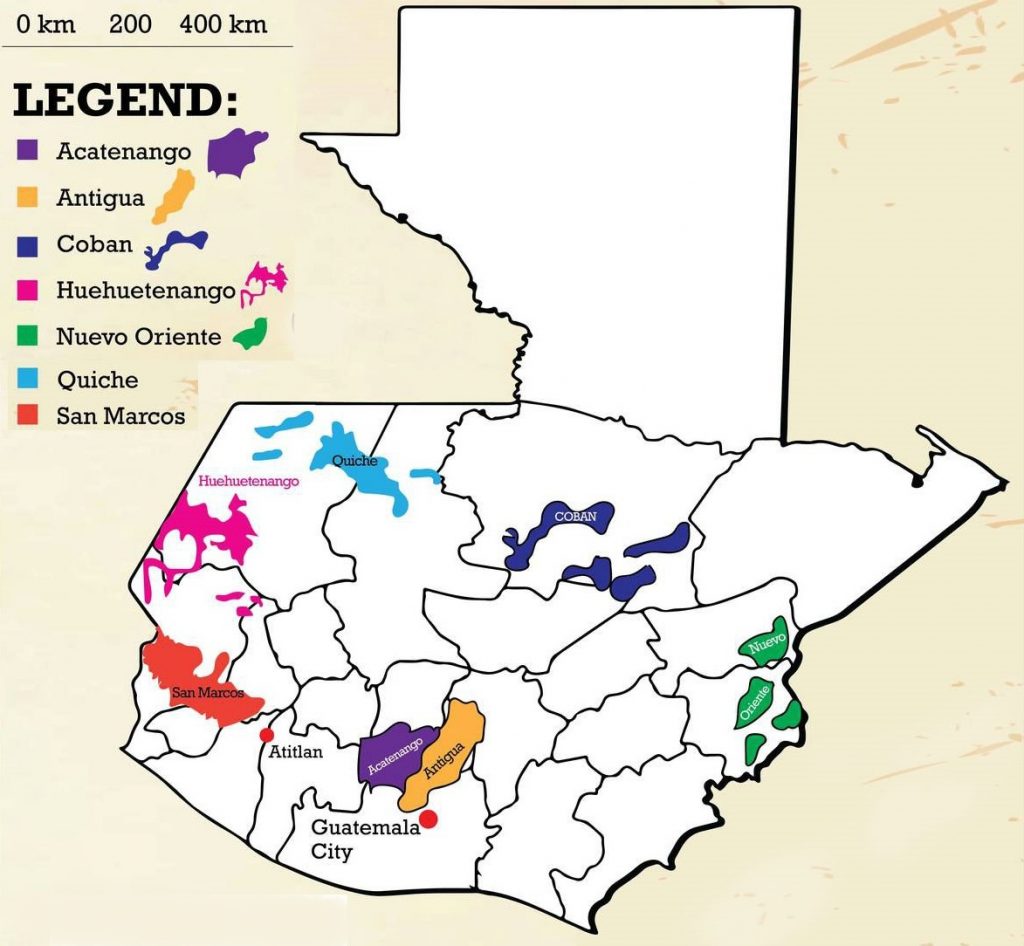 0 km 200 400 km
LEGEND:
Acatenango
Antigua
Coban
Huehuetenango
Nuevo Oriente
Quiche
San Marcos
Quiche
Huehuetenango
COBAN
Nuevo
Oriente
San Marcos
Atitlan
Acatenango
Antigua
Guatemala
City